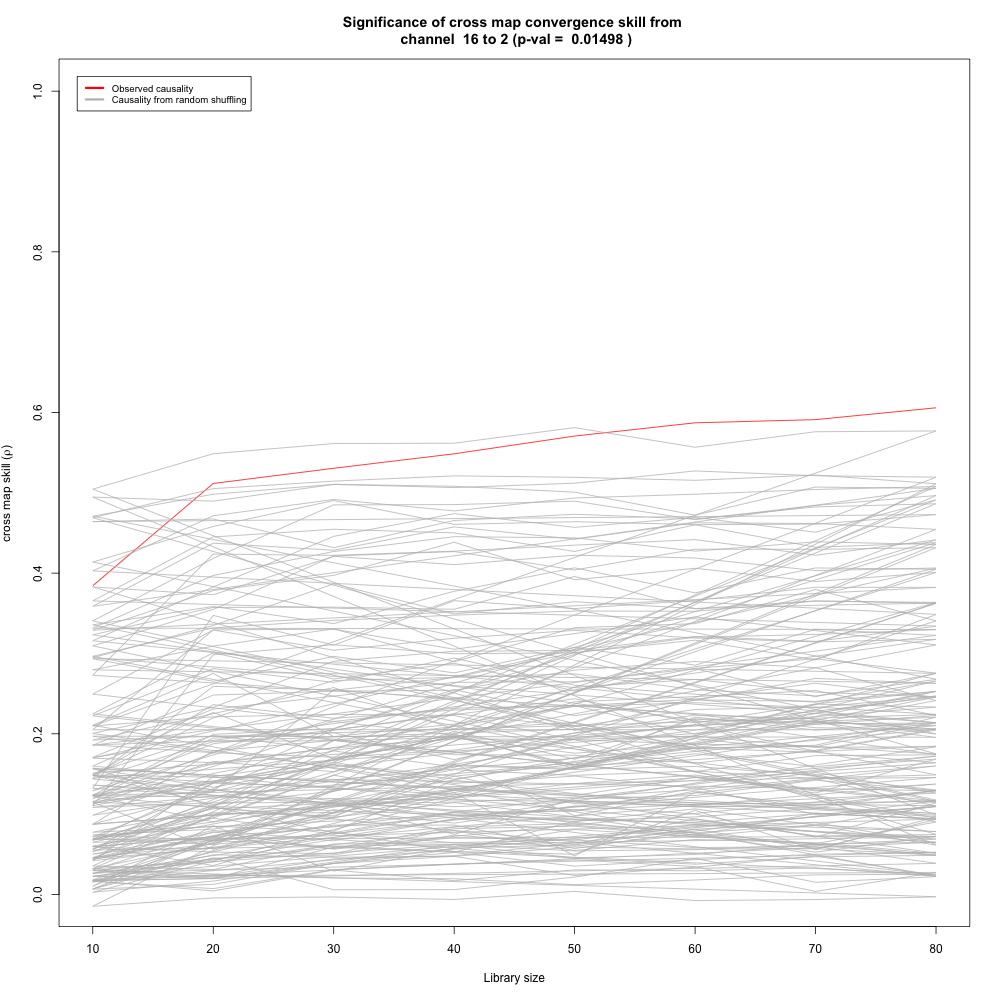 Significance of cross map convergence skill from
channel  16 to 2 (p-val =  0.01498 )
Observed causality
Causality from random shuffling
cross map skill (ρ)
1.0
0.8
0.6
0.4
0.2
0.0
10 20 30 40 50 60 70 80
Library size